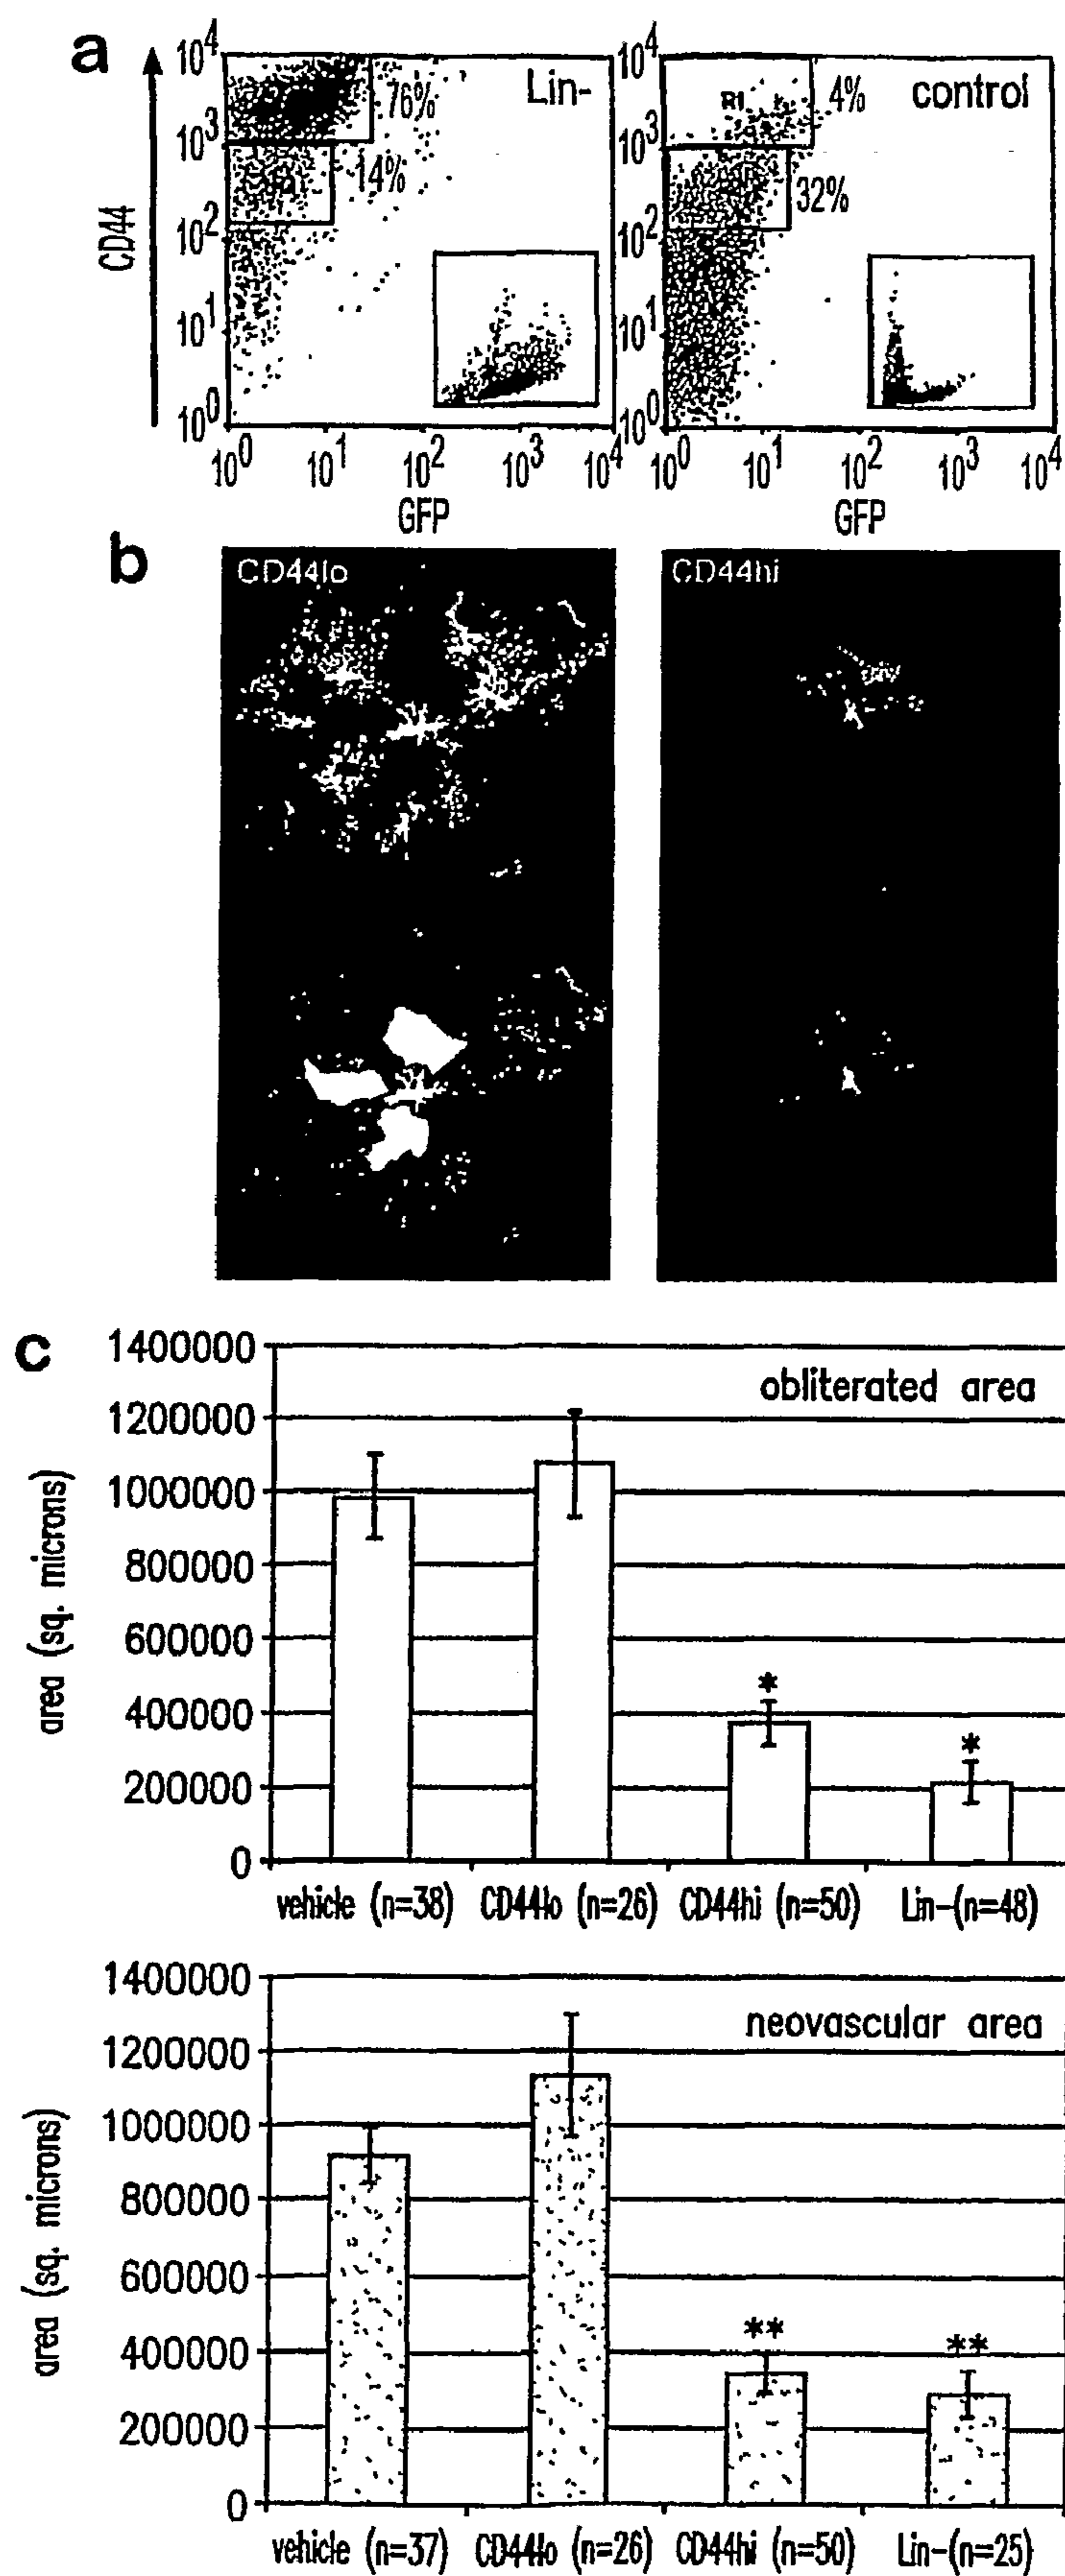 a
CD44
10^4
10^3
10^2
10^1
10^0
Lin-
76%
14%
10^0 10^1 10^2 10^3 10^4
GFP
10^4
10^3
10^2
10^1
10^0
control
R1
4%
32%
10^0 10^1 10^2 10^3 10^4
GFP
b
CD44lo
CD44hi
c
area (sq. microns)
1400000
1200000
1000000
800000
600000
400000
200000
0
obliterated area
*
*
vehicle (n=38) CD44lo (n=26) CD44hi (n=50) Lin-(n=48)
area (sq. microns)
1400000
1200000
1000000
800000
600000
400000
200000
0
neovascular area
**
**
vehicle (n=37) CD44lo (n=26) CD44hi (n=50) Lin-(n=25)